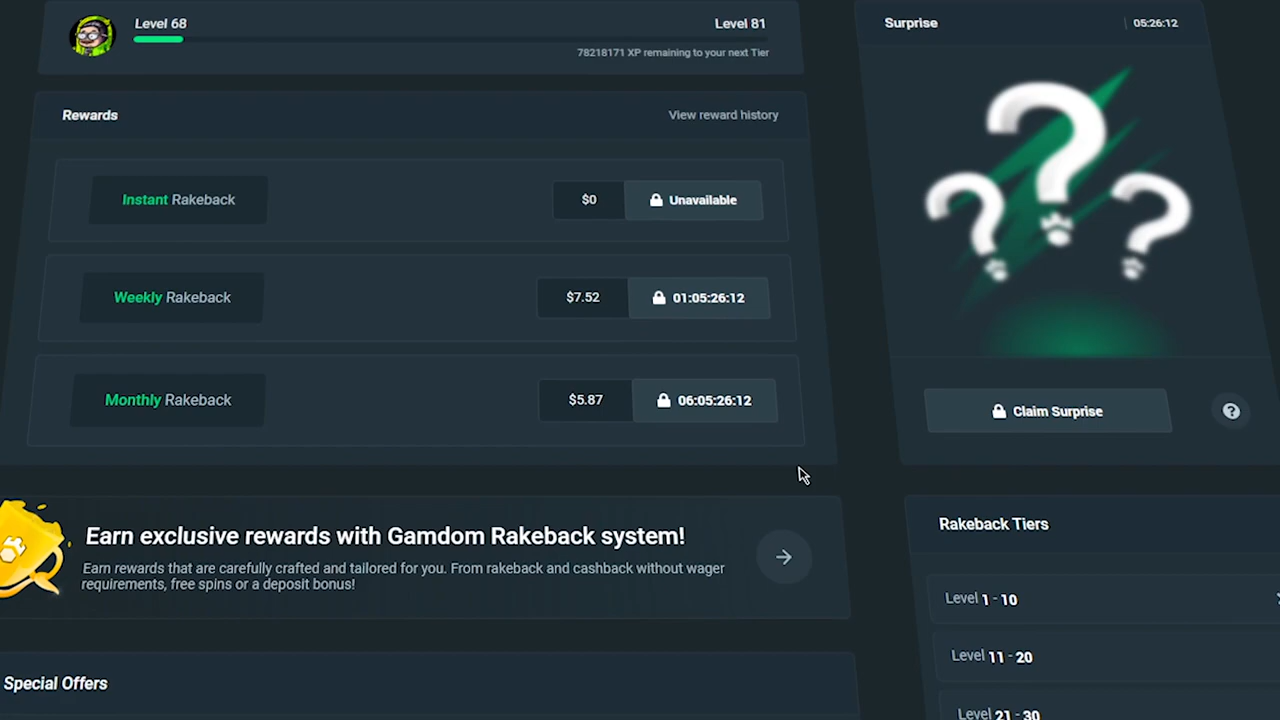 Level 68
Level 81
78218171 XP remaining to your next Tier
Rewards
View reward history
Instant Rakeback
$0
Unavailable
Weekly Rakeback
$7.52
01:05:26:12
Monthly Rakeback
$5.87
06:05:26:12
Earn exclusive rewards with Gamdom Rakeback system!
Earn rewards that are carefully crafted and tailored for you. From rakeback and cashback without wager
requirements, free spins or a deposit bonus!
Special Offers
Surprise
05:26:12
Claim Surprise
Rakeback Tiers
Level 1 - 10
Level 11 - 20
Level 21 - 30